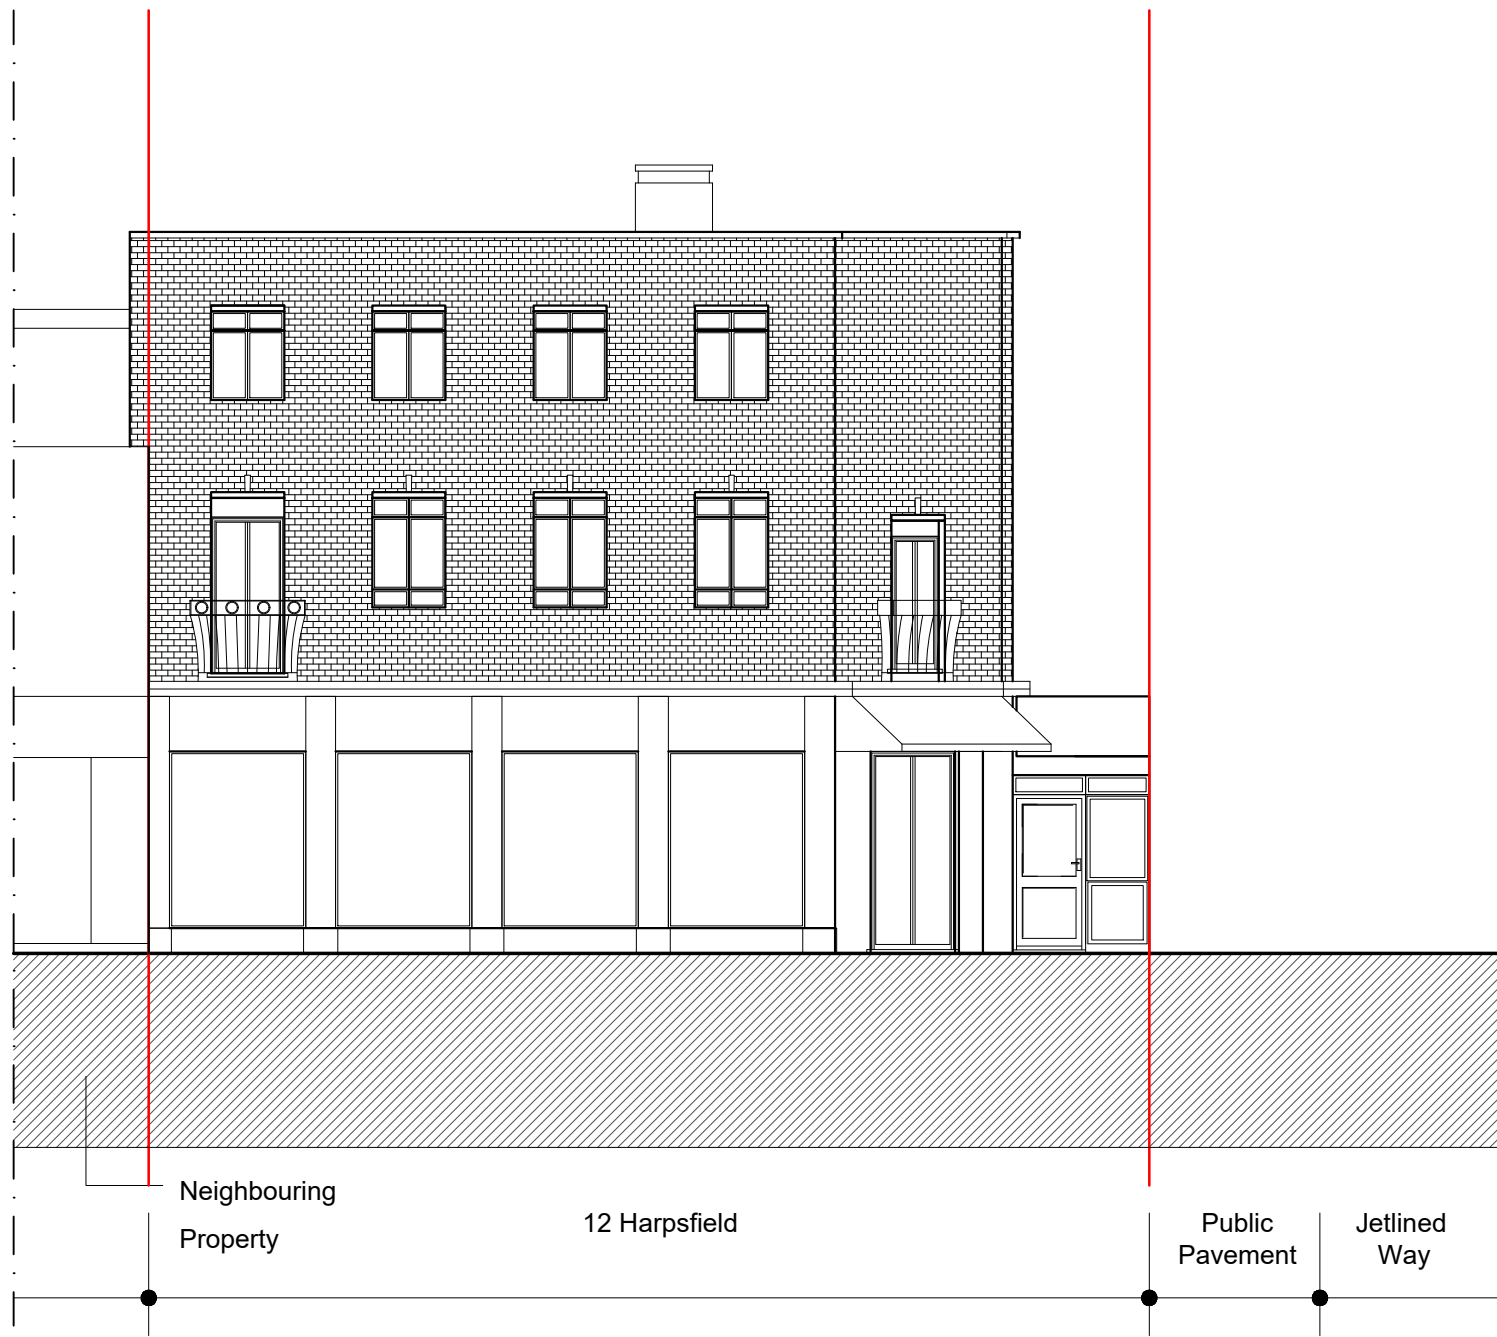 Neighbouring
Property
12 Harpsfield
Public
Pavement
Jetlined
Way